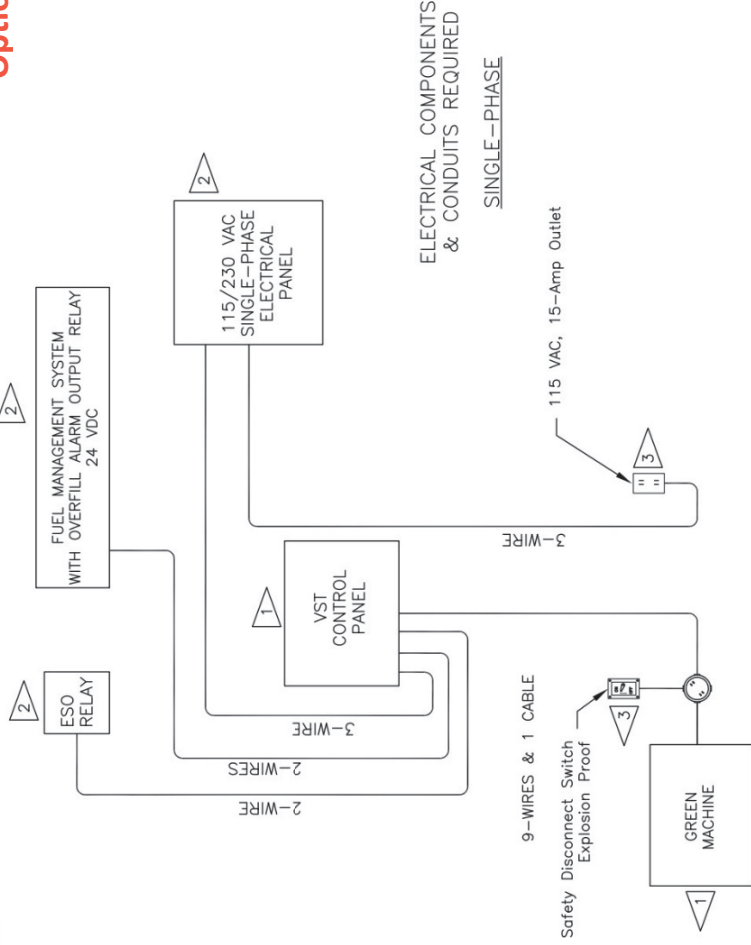 2
FUEL MANAGEMENT SYSTEM
WITH OVERFILL ALARM OUTPUT RELAY
24 VDC
2
ESO
RELAY
2
115/230 VAC
SINGLE-PHASE
ELECTRICAL
PANEL
1
VST
CONTROL
PANEL
3-WIRE
2-WIRES
2-WIRE
3-WIRE
ELECTRICAL COMPONENTS
& CONDUITS REQUIRED
SINGLE-PHASE
115 VAC, 15-Amp Outlet
3
9-WIRES & 1 CABLE
Safety Disconnect Switch
Explosion Proof
3
GREEN
MACHINE
1